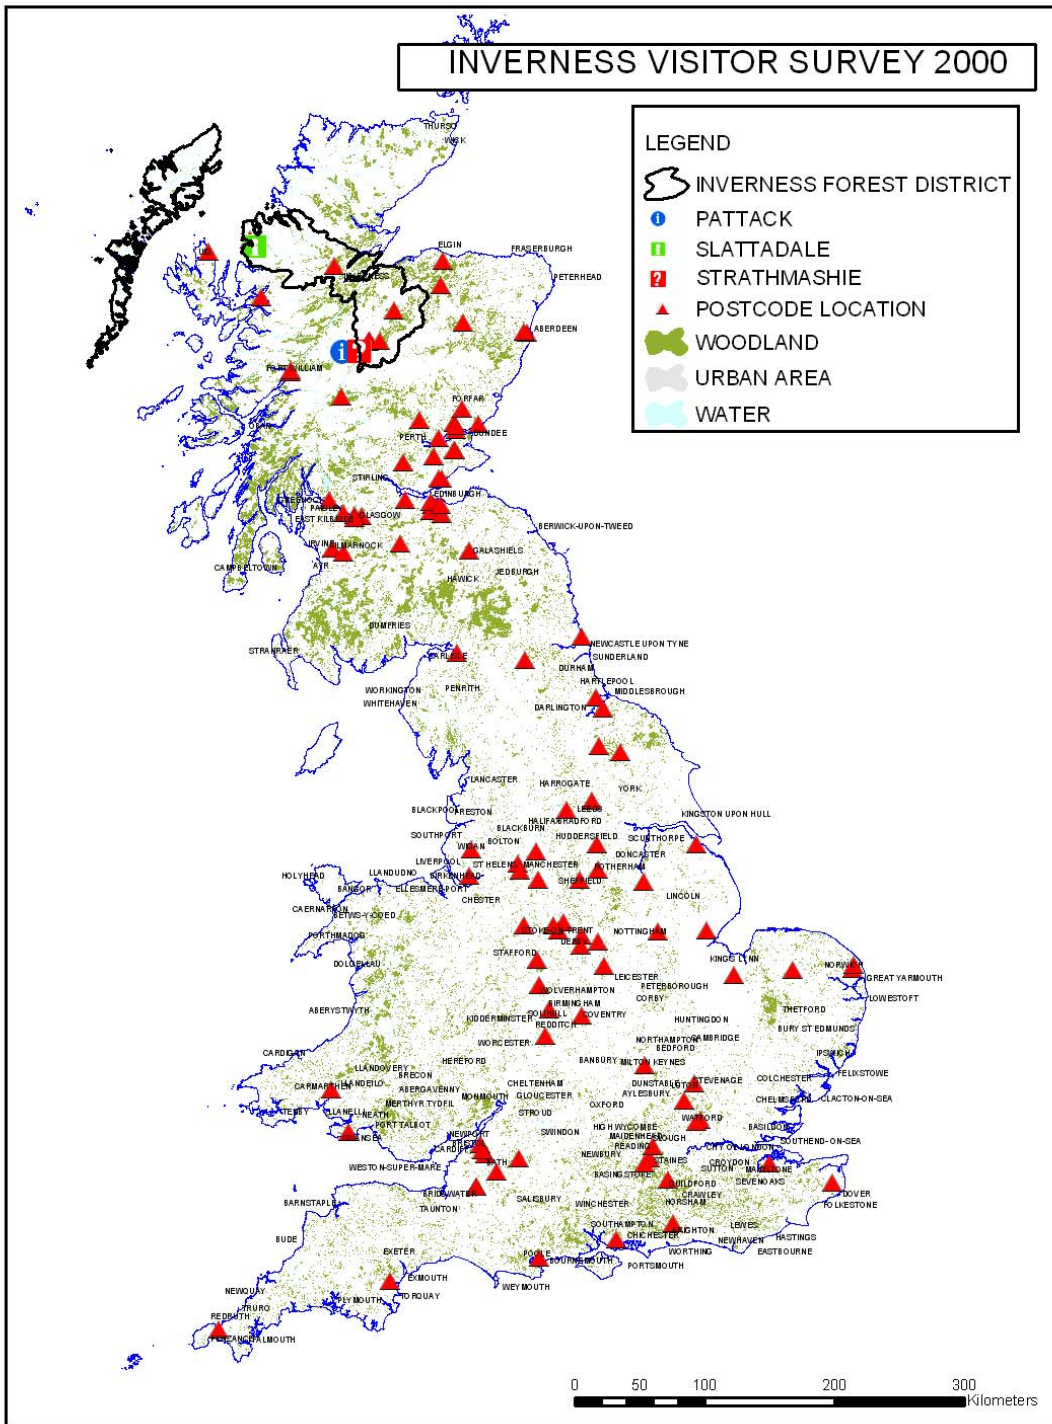 INVERNESS VISITOR SURVEY 2000
LEGEND
INVERNESS FOREST DISTRICT
PATTACK
SLATTADALE
STRATHMASHIE
POSTCODE LOCATION
WOODLAND
URBAN AREA
WATER
THURSO
WICK
ELGIN
FRASERBURGH
PETERHEAD
ABERDEEN
FORFAR
DUNDEE
PERTH
STIRLING
EDINBURGH
GLASGOW
BERWICK-UPON-TWEED
IRVINE
KILMARNOCK
AYR
CAMPBELTOWN
GALASHIELS
JEDBURGH
HAWICK
DUMFRIES
STRANRAER
NEWCASTLE UPON TYNE
SUNDERLAND
CARLISLE
DURHAM
HARTLEPOOL
PENRITH
WORKINGTON
MIDDLESBROUGH
WHITEHAVEN
DARLINGTON
LANCASTER
HARROGATE
YORK
BLACKPOOL
PRESTON
LEEDS
KINGSTON UPON HULL
HALIFAX
BRADFORD
BLACKBURN
SOUTHPORT
BOLTON
HUDDERSFIELD
SCUNTHORPE
WIGAN
DONCASTER
LIVERPOOL
ST HELENS
MANCHESTER
ROTHERHAM
HOLYHEAD
LLANDUDNO
BIRKENHEAD
SHEFFIELD
BANGOR
ELLESMERE PORT
CHESTER
LINCOLN
CAERNARFON
BETWS-Y-COED
PORTHMADOG
NOTTINGHAM
STAFFORD
DOLGELLAU
KING'S LYNN
NORWICH
LEICESTER
GREAT YARMOUTH
PETERBOROUGH
WOLVERHAMPTON
CORBY
LOWESTOFT
BIRMINGHAM
THETFORD
ABERYSTWYTH
SOLIHULL
COVENTRY
KIDDERMINSTER
REDDITCH
HUNTINGDON
BURY ST EDMUNDS
WORCESTER
NORTHAMPTON
CAMBRIDGE
BEDFORD
CARDIGAN
HEREFORD
BANBURY
MILTON KEYNES
IPSWICH
LLANDOVERY
BRECON
FELIXSTOWE
CARMARTHEN
LLANDEILO
ABERGAVENNY
CHELTENHAM
DUNSTABLE
LUTON
STEVENAGE
COLCHESTER
MERTHYR TYDFIL
MONMOUTH
GLOUCESTER
AYLESBURY
CHELMSFORD
CLACTON-ON-SEA
TENBY
LLANELLI
NEATH
STROUD
OXFORD
PORT TALBOT
WATFORD
SWANSEA
SWINDON
HIGH WYCOMBE
BASILDON
NEWPORT
MAIDENHEAD
SLOUGH
SOUTHEND-ON-SEA
CARDIFF
READING
CITY OF LONDON
BATH
NEWBURY
STAINES
CROYDON
WESTON-SUPER-MARE
BASINGSTOKE
SUTTON
MAIDSTONE
GUILDFORD
SEVENOAKS
BRIDGWATER
CRAWLEY
DOVER
BARNSTAPLE
SALISBURY
WINCHESTER
HORSHAM
FOLKESTONE
TAUNTON
SOUTHAMPTON
LEWES
BUDE
CHICHESTER
BRIGHTON
NEWHAVEN
HASTINGS
EXETER
POOLE
BOURNEMOUTH
WORTHING
EASTBOURNE
PORTSMOUTH
EXMOUTH
WEYMOUTH
NEWQUAY
PLYMOUTH
TORQUAY
TRURO
REDRUTH
PENZANCE
FALMOUTH
0 50 100 200 300
Kilometers